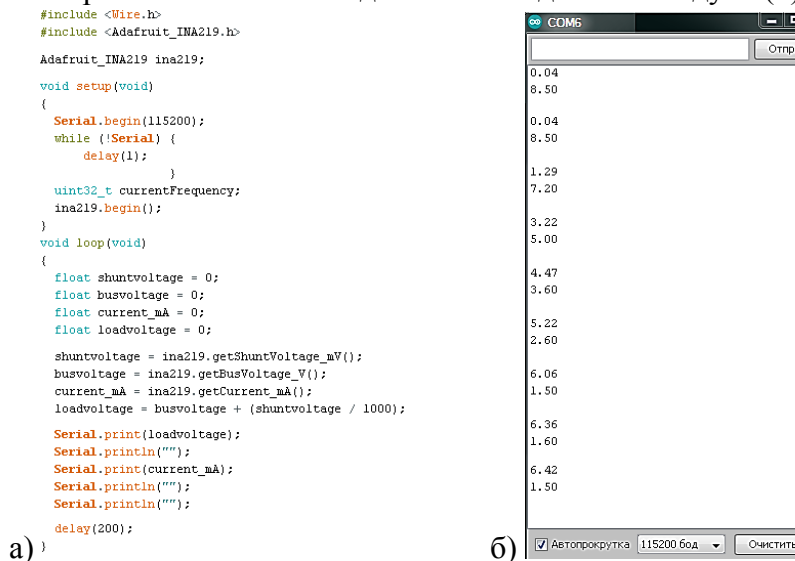 #include <Wire.h>
#include <Adafruit_INA219.h>
Adafruit_INA219 ina219;
void setup(void)
{
Serial.begin(115200);
while (!Serial) {
delay(1);
}
uint32_t currentFrequency;
ina219.begin();
}
void loop(void)
{
float shuntvoltage = 0;
float busvoltage = 0;
float current_mA = 0;
float loadvoltage = 0;
shuntvoltage = ina219.getShuntVoltage_mV();
busvoltage = ina219.getBusVoltage_V();
current_mA = ina219.getCurrent_mA();
loadvoltage = busvoltage + (shuntvoltage / 1000);
Serial.print(loadvoltage);
Serial.println("");
Serial.print(current_mA);
Serial.println("");
Serial.println("");
delay(200);
}
а)
COM6
Отпр
0.04
8.50
0.04
8.50
1.29
7.20
3.22
5.00
4.47
3.60
5.22
2.60
6.06
1.50
6.36
1.60
6.42
1.50
Автопрокрутка 115200 бод Очистить
б)